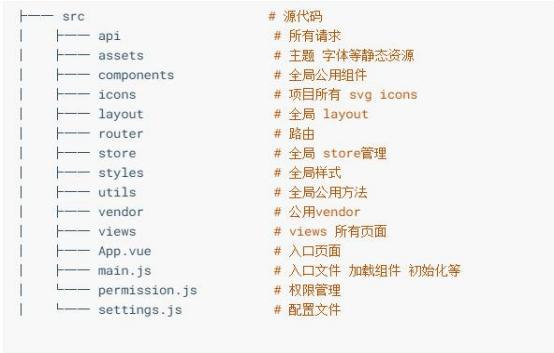 ├── src # 源代码
│ ├── api # 所有请求
│ ├── assets # 主题 字体等静态资源
│ ├── components # 全局公用组件
│ ├── icons # 项目所有 svg icons
│ ├── layout # 全局 layout
│ ├── router # 路由
│ ├── store # 全局 store管理
│ ├── styles # 全局样式
│ ├── utils # 全局公用方法
│ ├── vendor # 公用vendor
│ ├── views # views 所有页面
│ ├── App.vue # 入口页面
│ ├── main.js # 入口文件 加载组件 初始化等
│ └── permission.js # 权限管理
│ └── settings.js # 配置文件